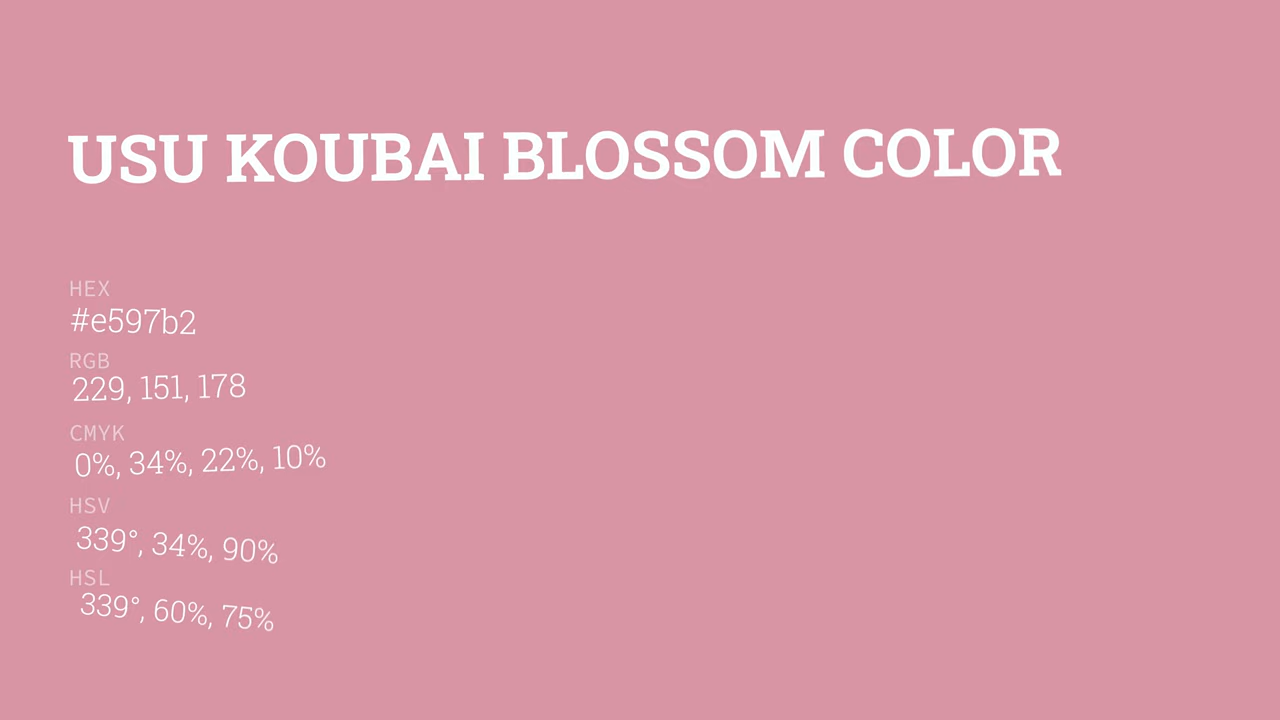 USU KOUBAI BLOSSOM COLOR
HEX
#e597b2
RGB
229, 151, 178
CMYK
0%, 34%, 22%, 10%
HSV
339°, 34%, 90%
HSL
339°, 60%, 75%